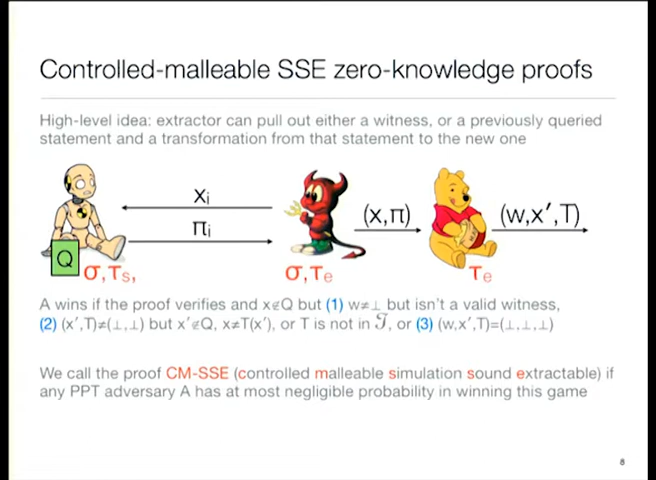 Controlled-malleable SSE zero-knowledge proofs
High-level idea: extractor can pull out either a witness, or a previously queried
statement and a transformation from that statement to the new one
xᵢ
πᵢ
(x,π)
(w,x′,T)
Q
σ,τₛ,
σ,τₑ
τₑ
A wins if the proof verifies and x∉Q but (1) w≠⊥ but isn't a valid witness,
(2) (x′,T)≠(⊥,⊥) but x′∉Q, x≠T(x′), or T is not in 𝒯, or (3) (w,x′,T)=(⊥,⊥,⊥)
We call the proof CM-SSE (controlled malleable simulation sound extractable) if
any PPT adversary A has at most negligible probability in winning this game
8